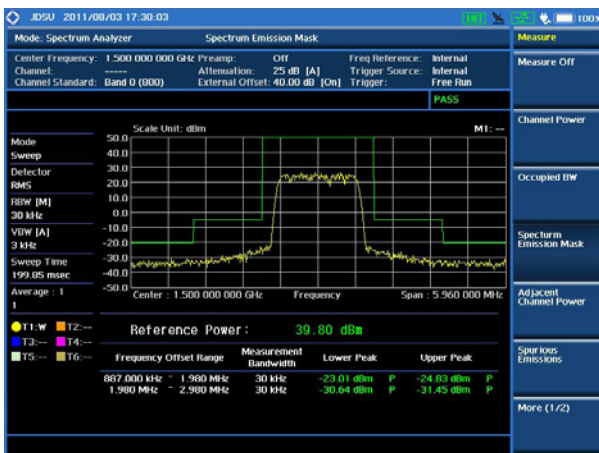 JDSU 2011/08/03 17:30:03 INT 100%
Mode: Spectrum Analyzer Spectrum Emission Mask Measure
Center Frequency: 1.500 000 000 GHz Preamp: Off Freq Reference: Internal
Channel: ----- Attenuation: 25 dB [A] Trigger Source: Internal
Channel Standard: Band 0 (800) External Offset: 40.00 dB [On] Trigger: Free Run
PASS
Measure Off
Channel Power
Occupied BW
Specturm
Emission Mask
Adjacent
Channel Power
Spurious
Emissions
More (1/2)
Mode
Sweep
Detector
RMS
RBW [M]
30 kHz
VBW [A]
3 kHz
Sweep Time
199.85 msec
Average : 1
1
T1:W T2:--
T3:-- T4:--
T5:-- T6:--
Scale Unit: dBm M1: --
50.0
40.0
30.0
20.0
10.0
0.0
-10.0
-20.0
-30.0
-40.0
-50.0
Center : 1.500 000 000 GHz Frequency Span : 5.960 000 MHz
Reference Power: 39.80 dBm
Frequency Offset Range Measurement Bandwidth Lower Peak Upper Peak
887.000 kHz ~ 1.980 MHz 30 kHz -23.01 dBm P -24.83 dBm P
1.980 MHz ~ 2.980 MHz 30 kHz -30.64 dBm P -31.45 dBm P